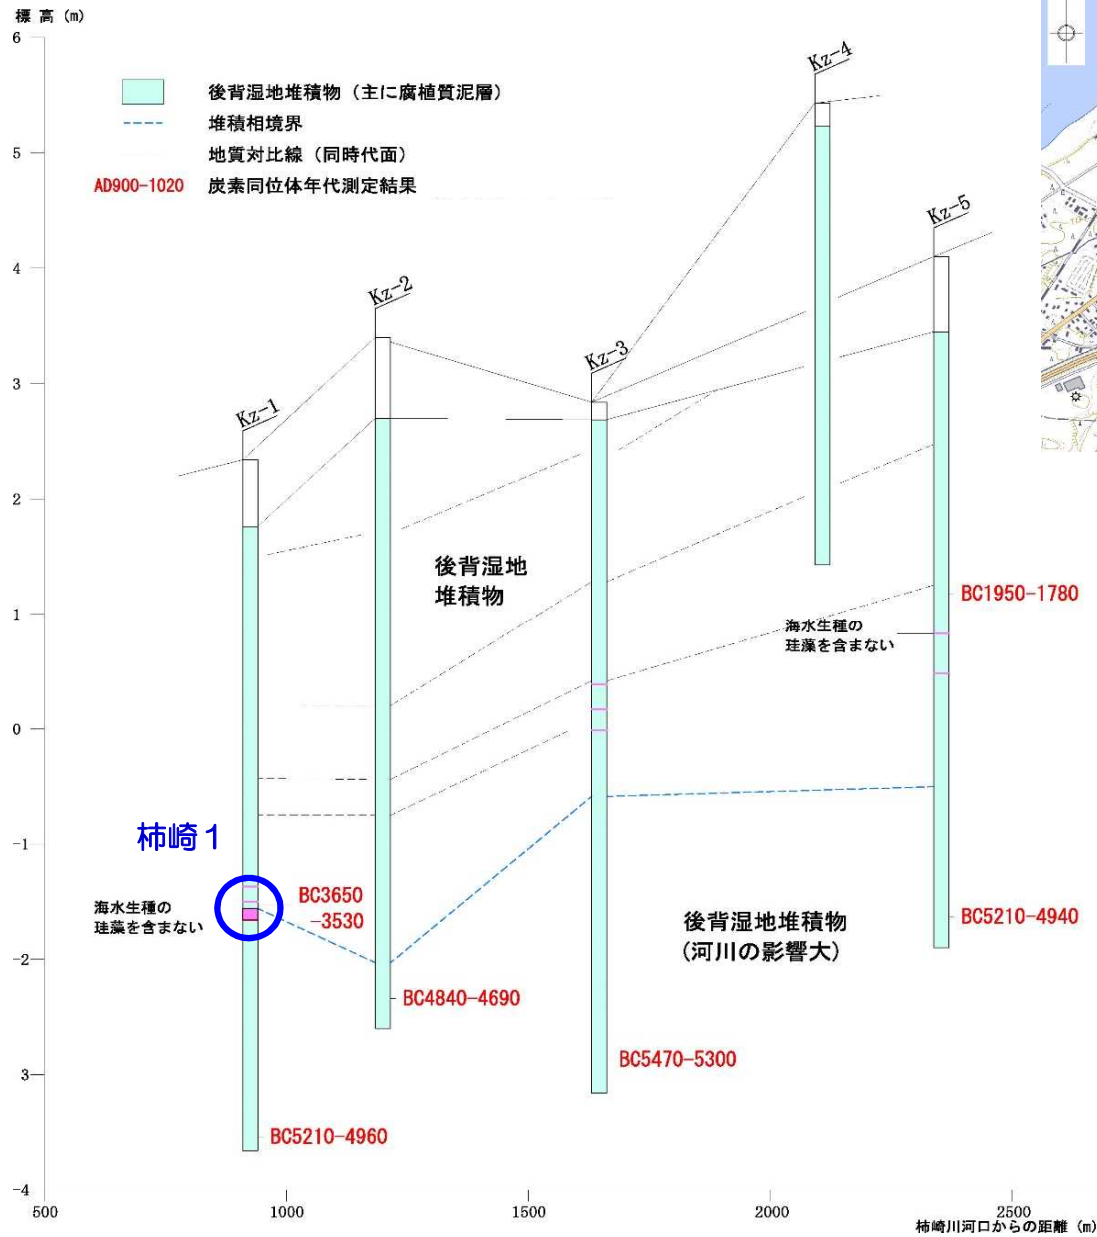 標 高 (m)
6
5
4
3
2
1
0
-1
-2
3
-4
後背湿地堆積物 (主に腐植質泥層)
堆積相境界
地質対比線 (同時代面)
AD900-1020 炭素同位体年代測定結果
Kz-1
Kz-2
Kz-3
Kz-4
Kz-5
後背湿地
堆積物
BC1950-1780
海水生種の
珪藻を含まない
柿崎1
海水生種の
珪藻を含まない
BC3650
-3530
後背湿地堆積物
(河川の影響大)
BC5210-4940
BC4840-4690
BC5470-5300
BC5210-4960
500
1000
1500
2000
2500
柿崎川河口からの距離 (m)